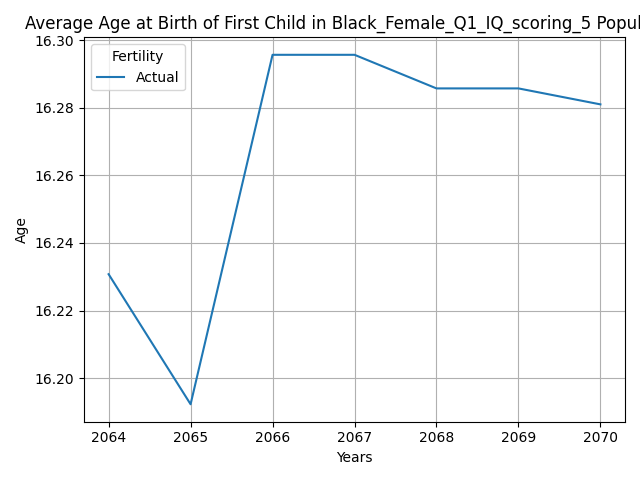 Average Age at Birth of First Child in Black_Female_Q1_IQ_scoring_5 Popul
16.30
16.28
16.26
16.24
16.22
16.20
Age
Fertility
Actual
2064 2065 2066 2067 2068 2069 2070
Years